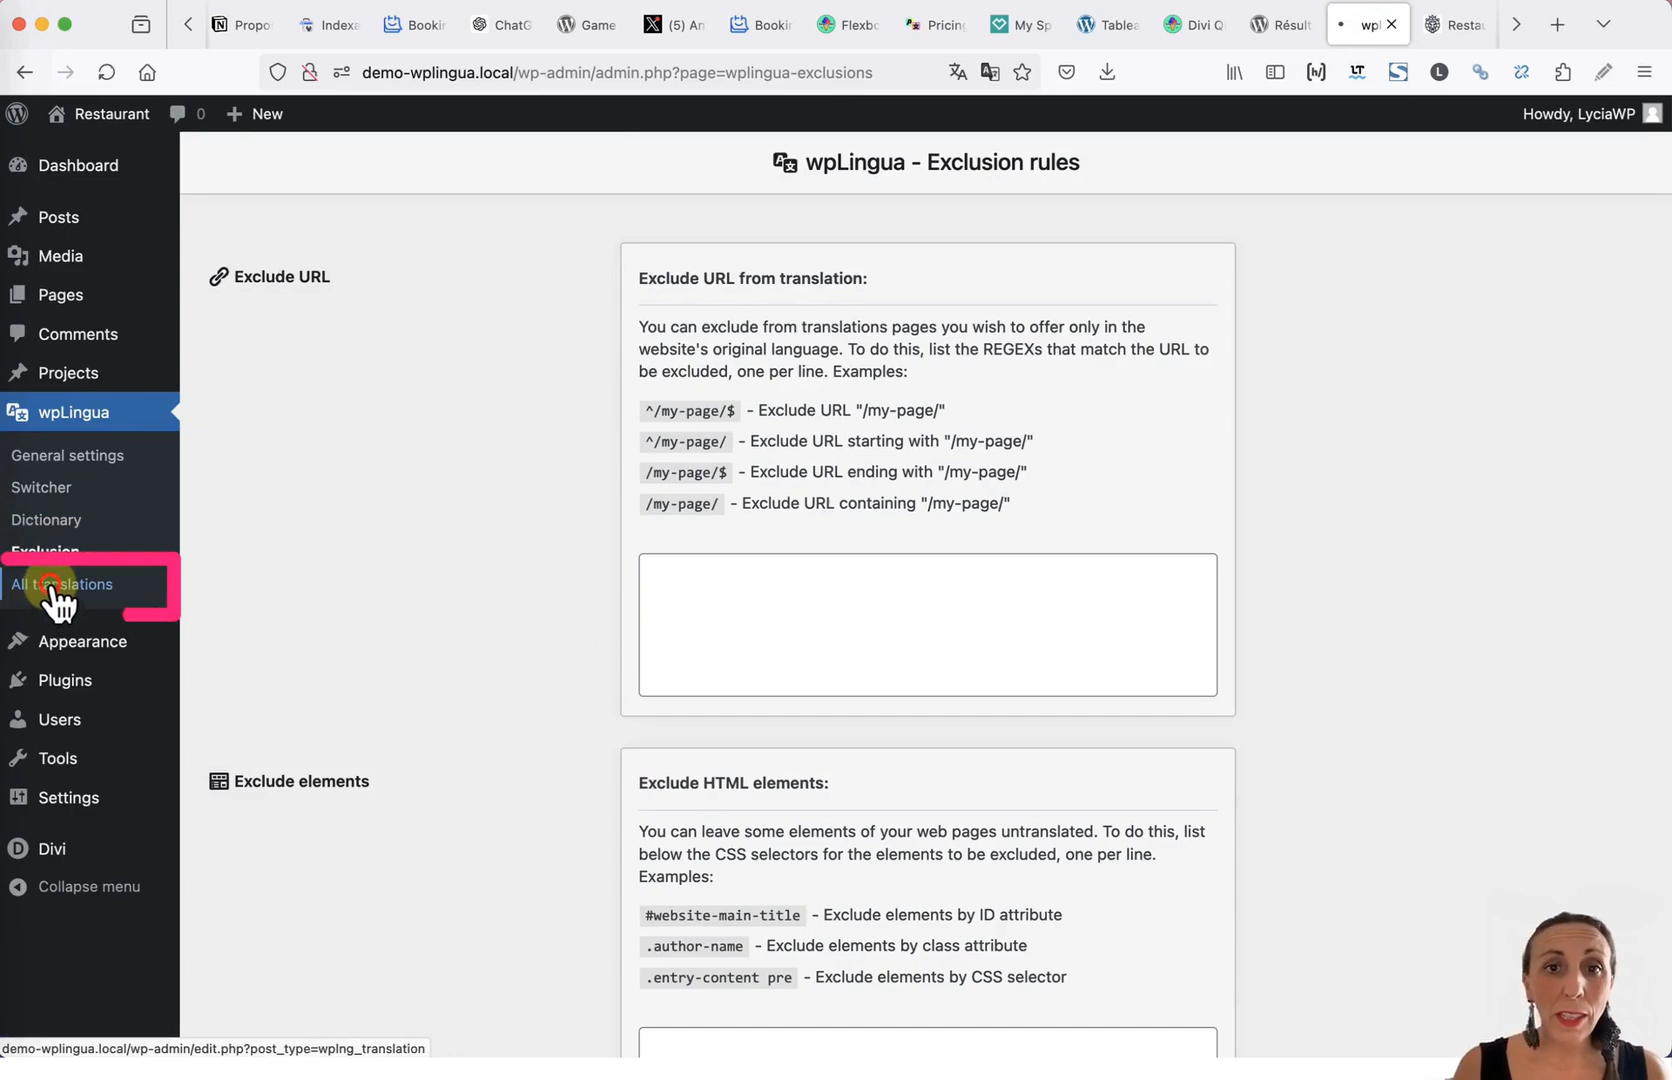 Propo
Indexa
Bookin
ChatG
Game
(5) An
Bookin
Flexbo
Pricing
My Sp
Tablea
Divi Qu
Résult
wpl
Restau
demo-wplingua.local/wp-admin/admin.php?page=wplingua-exclusions
Restaurant
0
New
Howdy, LyciaWP
Dashboard
Posts
Media
Pages
Comments
Projects
wpLingua
General settings
Switcher
Dictionary
Exclusion
All translations
Appearance
Plugins
Users
Tools
Settings
Divi
Collapse menu
wpLingua - Exclusion rules
Exclude URL
Exclude URL from translation:
You can exclude from translations pages you wish to offer only in the
website's original language. To do this, list the REGEXs that match the URL to
be excluded, one per line. Examples:
^/my-page/$ - Exclude URL "/my-page/"
^/my-page/ - Exclude URL starting with "/my-page/"
/my-page/$ - Exclude URL ending with "/my-page/"
/my-page/ - Exclude URL containing "/my-page/"
Exclude elements
Exclude HTML elements:
You can leave some elements of your web pages untranslated. To do this, list
below the CSS selectors for the elements to be excluded, one per line.
Examples:
#website-main-title - Exclude elements by ID attribute
.author-name - Exclude elements by class attribute
.entry-content pre - Exclude elements by CSS selector
demo-wplingua.local/wp-admin/edit.php?post_type=wplng_translation